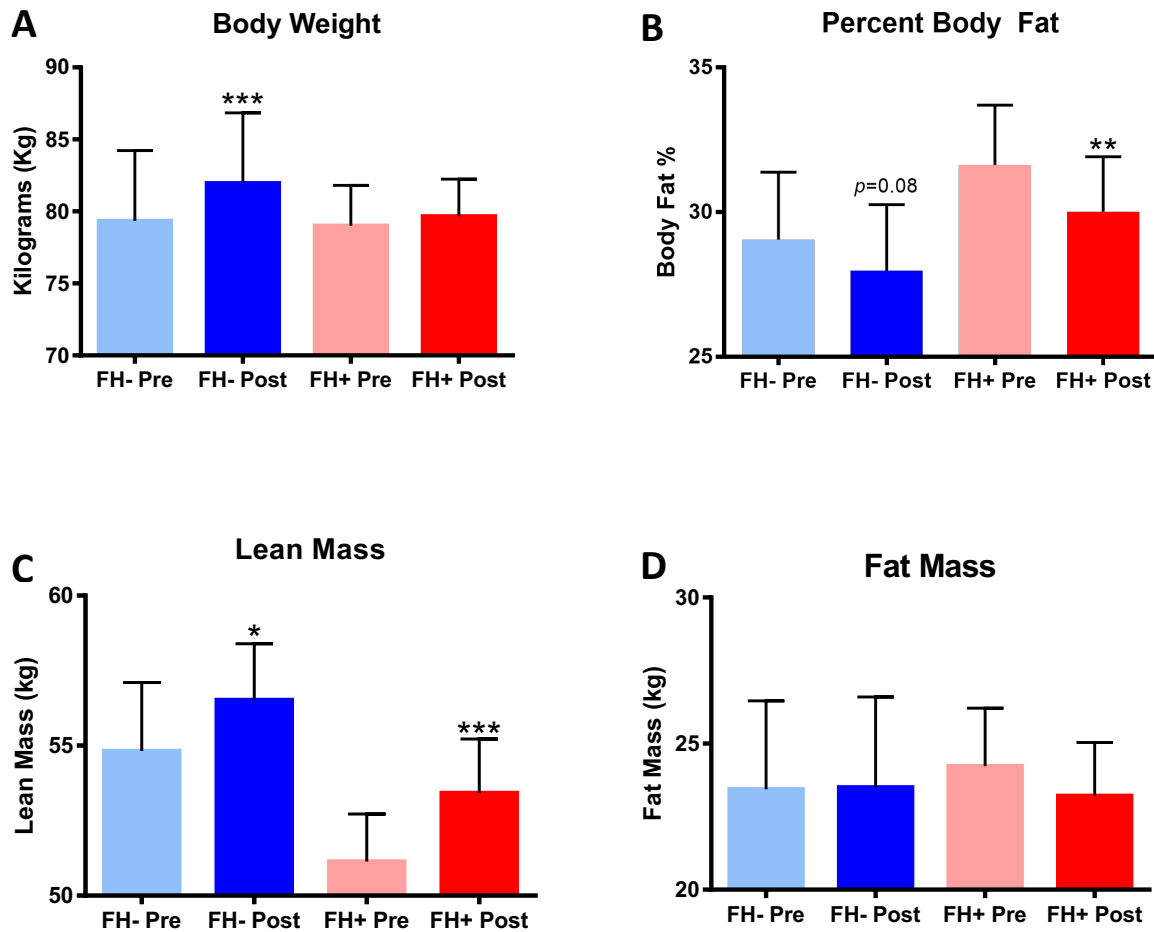 A
Body Weight
Kilograms (Kg)
90
85
80
75
70
***
FH- Pre
FH- Post
FH+ Pre
FH+ Post
B
Percent Body Fat
Body Fat %
35
30
25
p=0.08
**
FH- Pre
FH- Post
FH+ Pre
FH+ Post
C
Lean Mass
Lean Mass (kg)
60
55
50
*
***
FH- Pre
FH- Post
FH+ Pre
FH+ Post
D
Fat Mass
Fat Mass (kg)
30
25
20
FH- Pre
FH- Post
FH+ Pre
FH+ Post